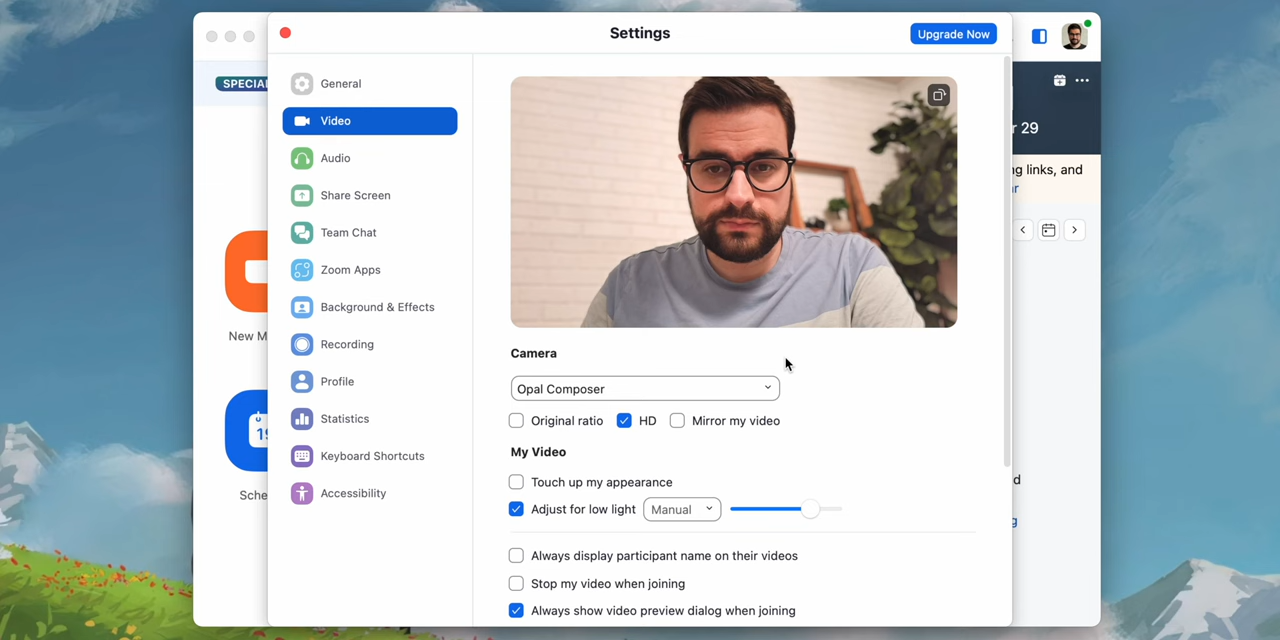 Settings
Upgrade Now
SPECIAL
General
Video
Audio
Share Screen
Team Chat
Zoom Apps
Background & Effects
Recording
Profile
Statistics
Keyboard Shortcuts
Accessibility
New M
Sche
Camera
Opal Composer
Original ratio
HD
Mirror my video
My Video
Touch up my appearance
Adjust for low light
Manual
Always display participant name on their videos
Stop my video when joining
Always show video preview dialog when joining
r 29
ng links, and
ar
d
g